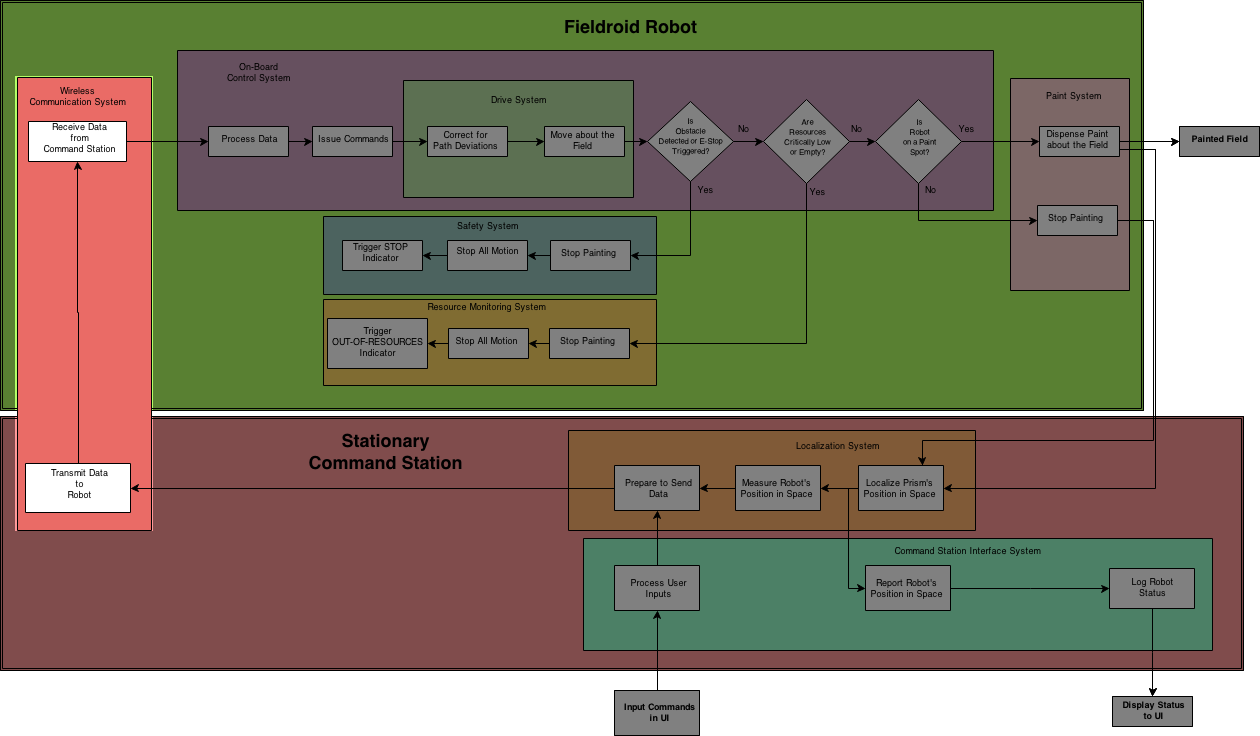 Fieldroid Robot
On-Board
Control System
Wireless
Communication System
Receive Data
from
Command Station
Process Data
Issue Commands
Drive System
Correct for
Path Deviations
Move about the
Field
Is
Obstacle
Detected or E-Stop
Triggered?
No
Yes
Are
Resources
Critically Low
or Empty?
No
Yes
Is
Robot
on a Paint
Spot?
Yes
No
Paint System
Dispense Paint
about the Field
Stop Painting
Painted Field
Safety System
Trigger STOP
Indicator
Stop All Motion
Stop Painting
Resource Monitoring System
Trigger
OUT-OF-RESOURCES
Indicator
Stop All Motion
Stop Painting
Stationary
Command Station
Transmit Data
to
Robot
Localization System
Prepare to Send
Data
Measure Robot's
Position in Space
Localize Prism's
Position in Space
Command Station Interface System
Process User
Inputs
Report Robot's
Position in Space
Log Robot
Status
Input Commands
in UI
Display Status
to UI